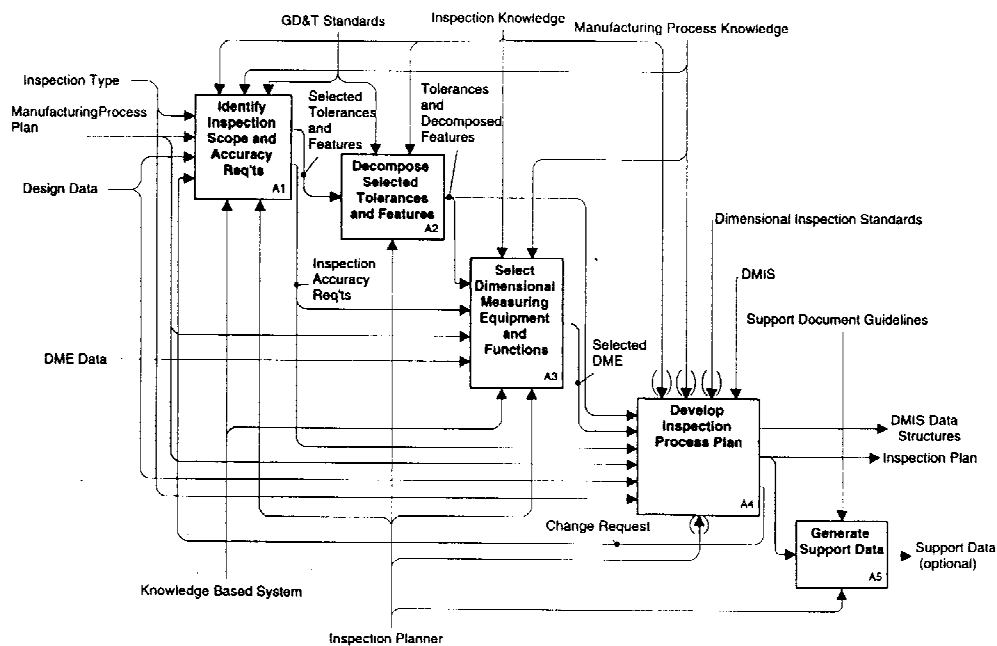 GD&T Standards
Inspection Knowledge
Manufacturing Process Knowledge
Inspection Type
ManufacturingProcess
Plan
Design Data
Identify
Inspection
Scope and
Accuracy
Req'ts
A1
Selected
Tolerances
and
Features
Tolerances
and
Decomposed
Features
Decompose
Selected
Tolerances
and Features
A2
Inspection
Accuracy
Req'ts
Select
Dimensional
Measuring
Equipment
and
Functions
A3
Dimensional Inspection Standards
DMIS
Support Document Guidelines
DME Data
Selected
DME
Develop
Inspection
Process Plan
A4
DMIS Data
Structures
Inspection Plan
Change Request
Generate
Support Data
A5
Support Data
(optional)
Knowledge Based System
Inspection Planner